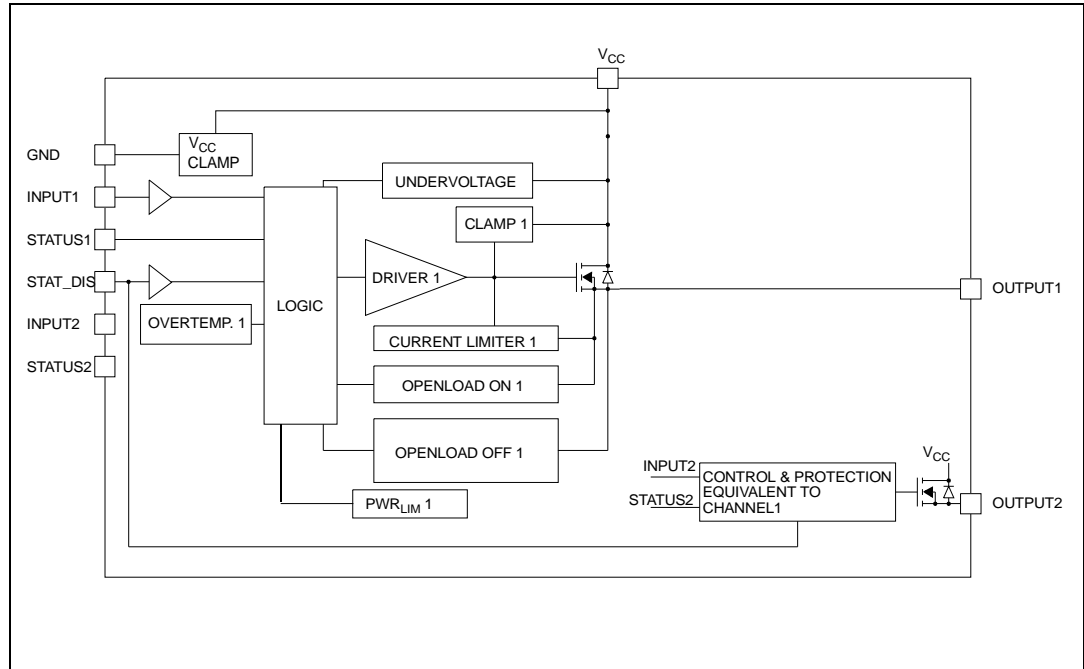 VCC
GND
VCC
CLAMP
INPUT1
UNDERVOLTAGE
CLAMP 1
STATUS1
DRIVER 1
STAT_DIS
LOGIC
OUTPUT1
OVERTEMP. 1
INPUT2
CURRENT LIMITER 1
STATUS2
OPENLOAD ON 1
OPENLOAD OFF 1
PWRLIM 1
INPUT2
STATUS2
CONTROL & PROTECTION
EQUIVALENT TO
CHANNEL1
VCC
OUTPUT2